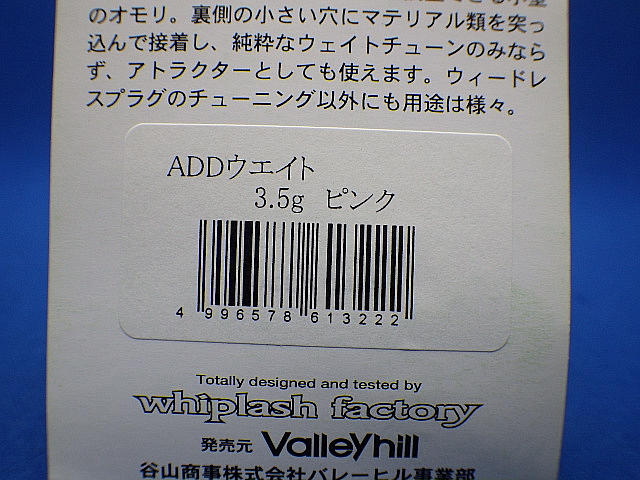 のオモリ。裏側の小さい穴にマテリアル類を突っ
込んで接着し、純粋なウェイトチューンのみなら
ず、アトラクターとしても使えます。ウィードレ
スプラグのチューニング以外にも用途は様々。
ADDウエイト
3.5g ピンク
4 996578 613222
Totally designed and tested by
whiplash factory
発売元 Valleyhill
谷山商事株式会社バレーヒル事業部